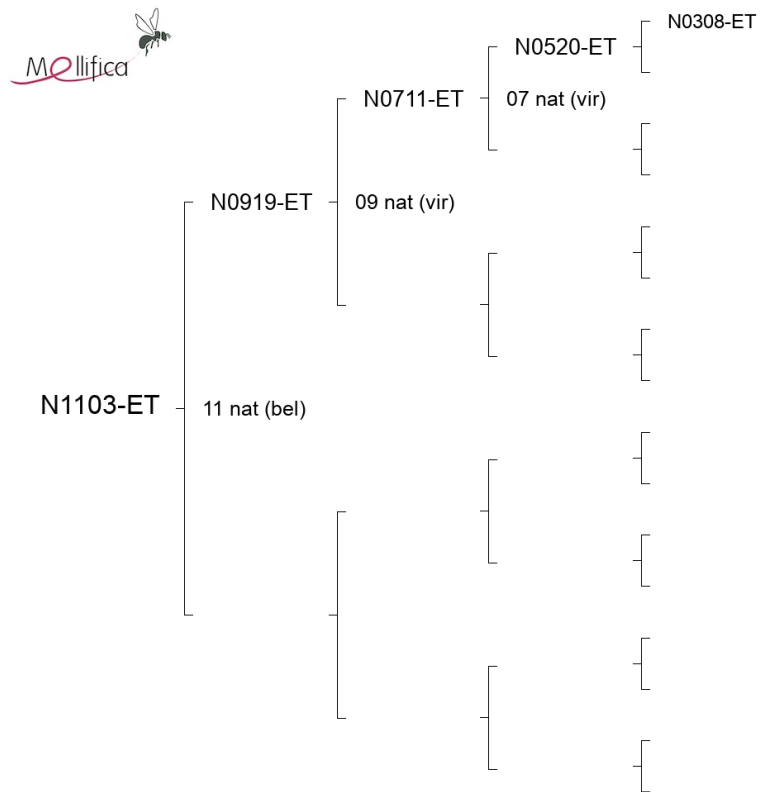 Mellifica
N0308-ET
N0520-ET
N0711-ET
07 nat (vir)
N0919-ET
09 nat (vir)
N1103-ET
11 nat (bel)